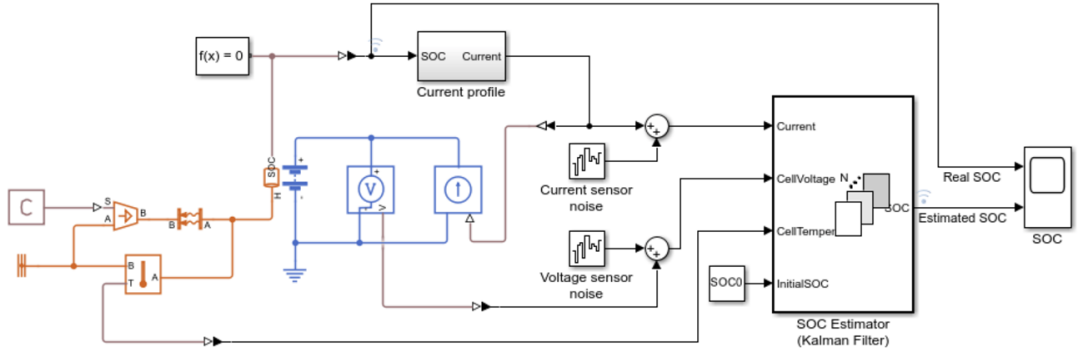 f(x) = 0
SOC
Current
Current profile
SOC
+
H
-
+
V
-
V
C
S
A
B
B
A
B
T
A
+
+
Current sensor
noise
+
+
Voltage sensor
noise
SOC0
Current
CellVoltage
CellTemper
InitialSOC
N
SOC
SOC Estimator
(Kalman Filter)
Real SOC
Estimated SOC
SOC